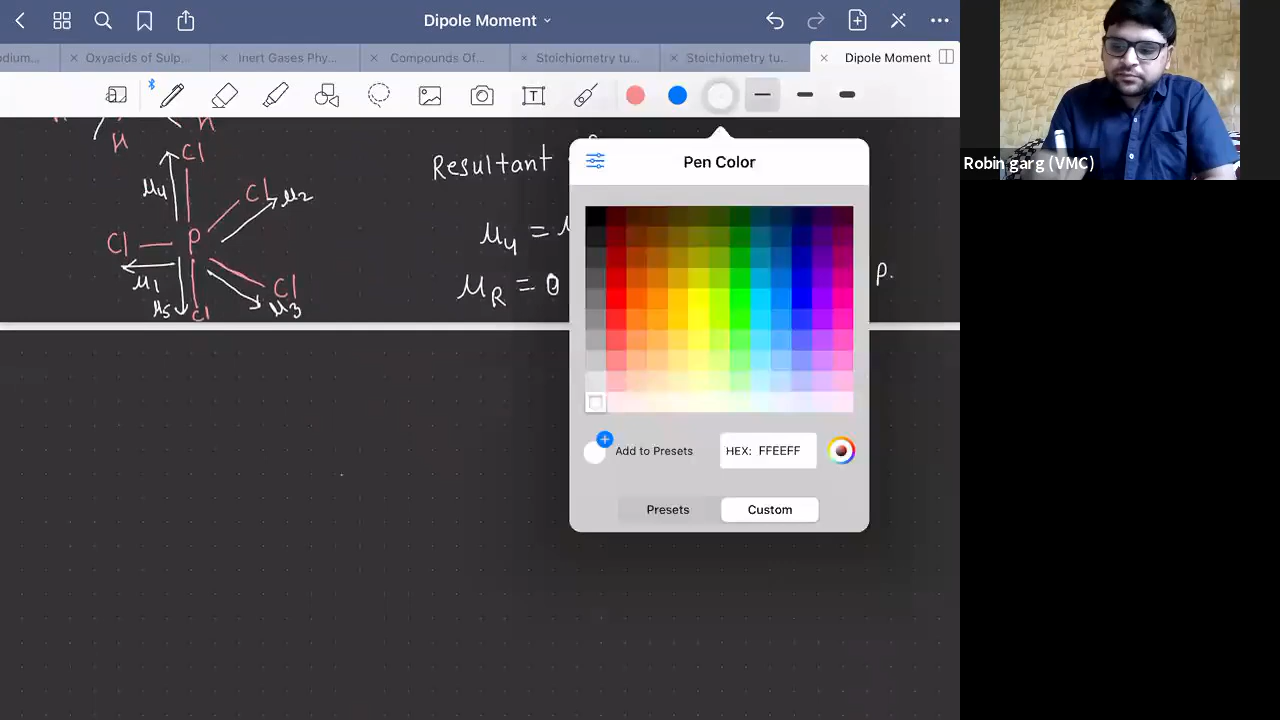 Dipole Moment
odium...
Oxyacids of Sulp...
Inert Gases Phy...
Compounds Of...
Stoichiometry tu...
Stoichiometry tu...
Dipole Moment
T
Robin garg (VMC)
H
H
H
Cl
μ4
Cl
μ2
Cl
P
μ1
Cl
μ5
Cl
μ3
Resultant
μ4 =
μR = 0
p.
Pen Color
Add to Presets
HEX: FFEEFF
Presets
Custom